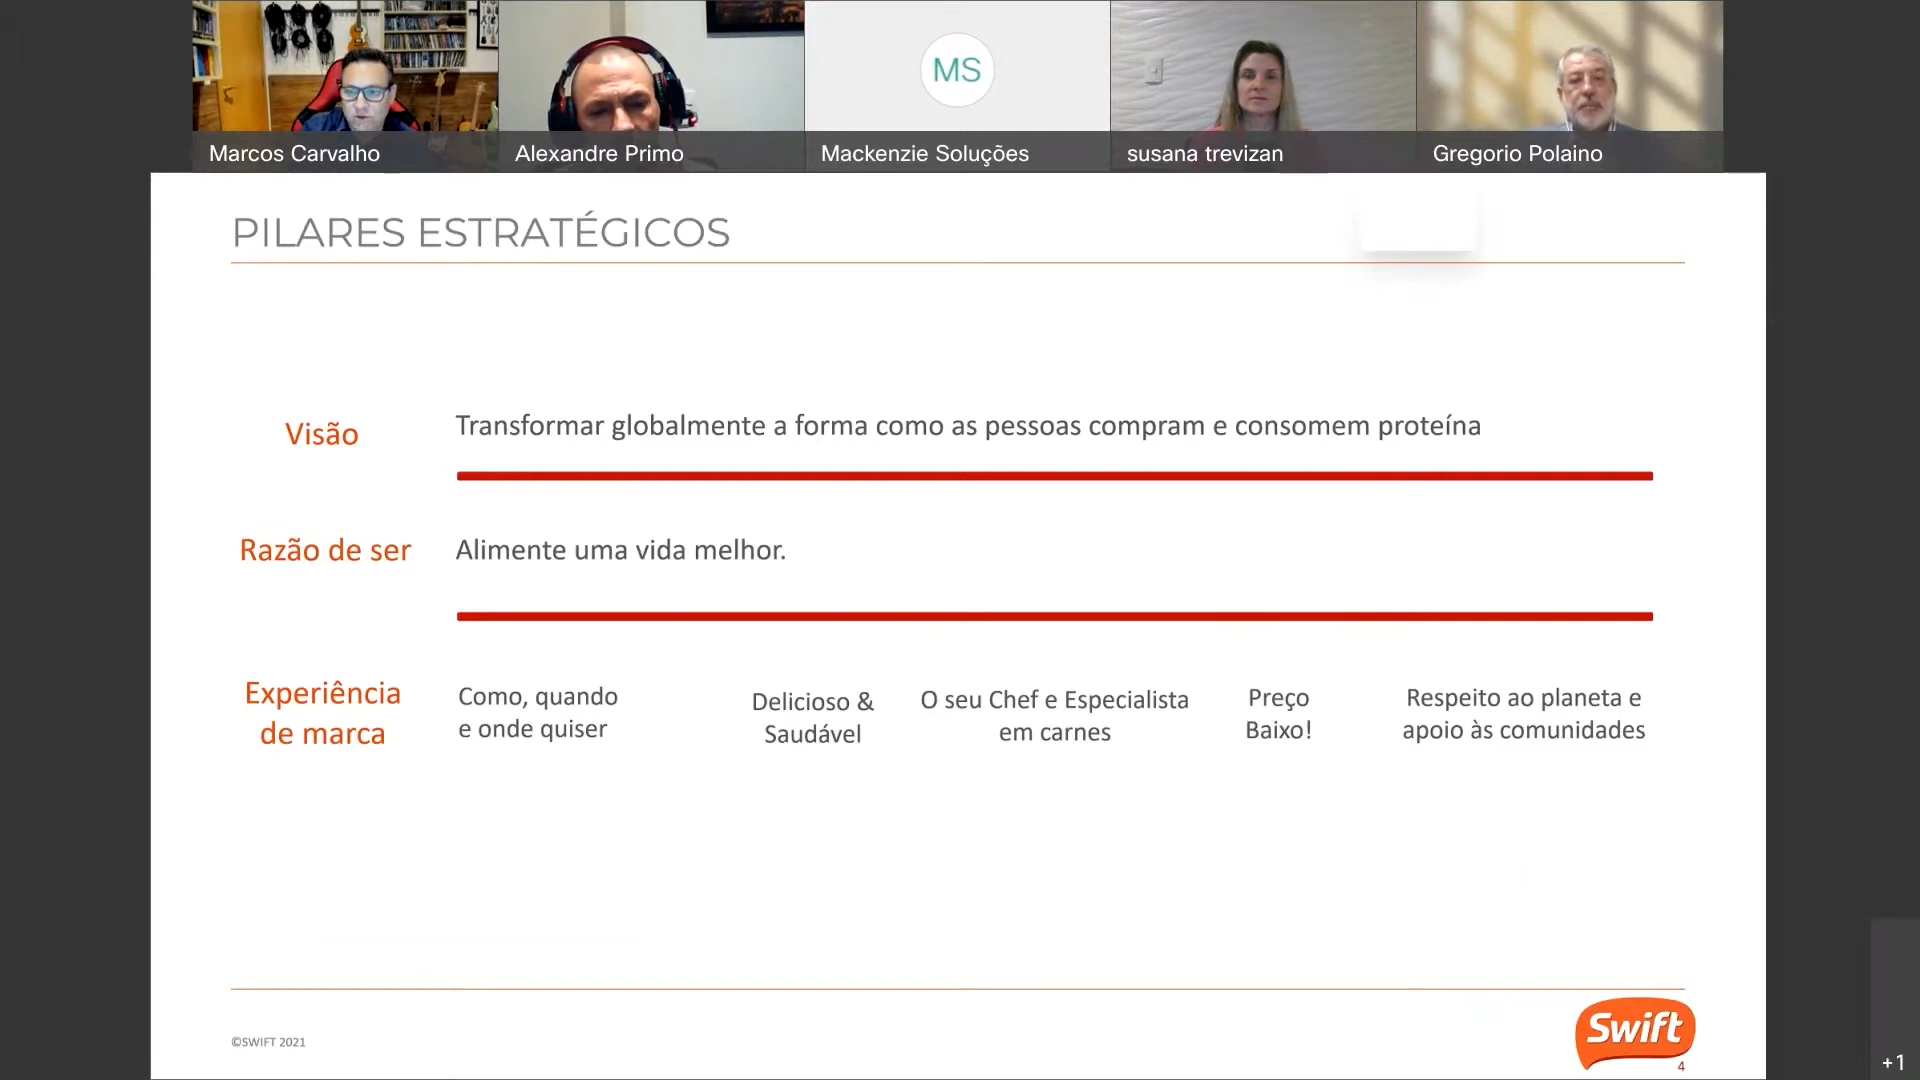 MS
Marcos Carvalho
Alexandre Primo
Mackenzie Soluções
susana trevizan
Gregorio Polaino
PILARES ESTRATÉGICOS
Visão
Transformar globalmente a forma como as pessoas compram e consomem proteína
Razão de ser
Alimente uma vida melhor.
Experiência
de marca
Como, quando
e onde quiser
Delicioso &
Saudável
O seu Chef e Especialista
em carnes
Preço
Baixo!
Respeito ao planeta e
apoio às comunidades
©SWIFT 2021
Swift
4
+1